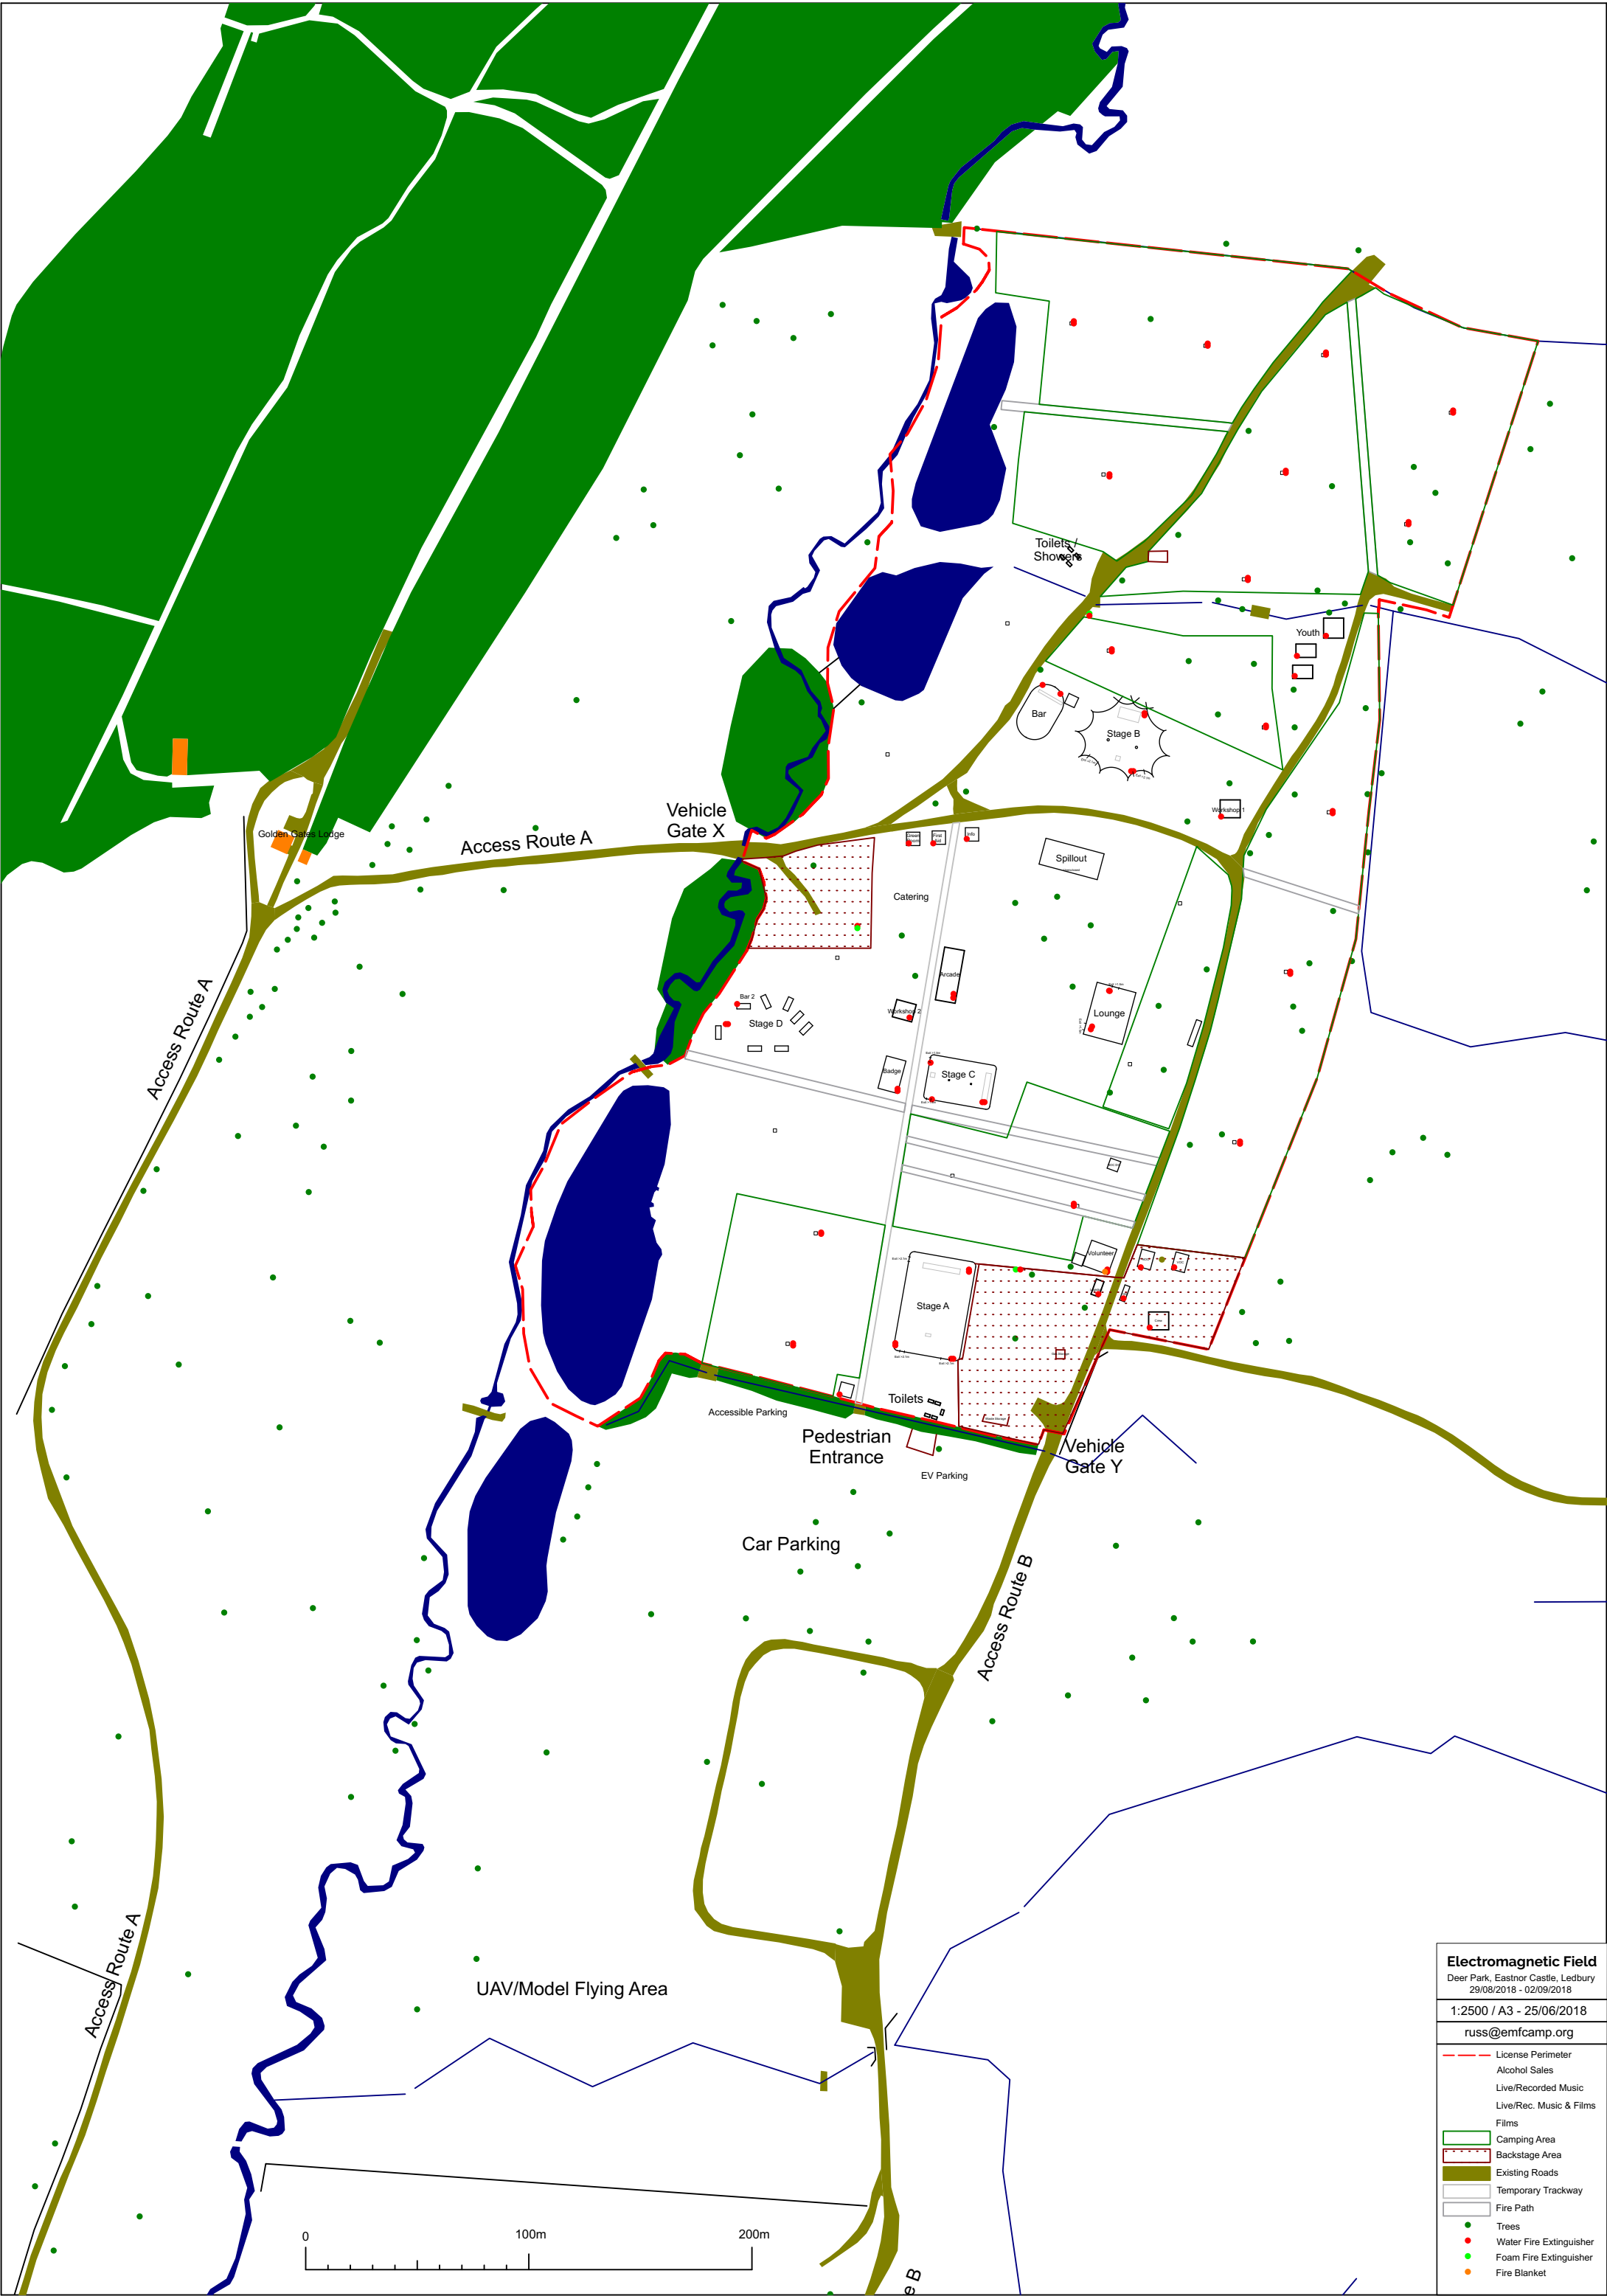 Toilets /
Showers
Youth
Bar
Stage B
Workshop 1
Vehicle
Gate X
Golden Gates Lodge
Access Route A
Info
Spillout
Catering
Arcade
Access Route A
Bar 2
Stage D
Workshop 2
Lounge
Badge
Stage C
Volunteer
Stage A
Toilets
Accessible Parking
Pedestrian
Entrance
Vehicle
Gate Y
EV Parking
Car Parking
Access Route B
Access Route A
UAV/Model Flying Area
0
100m
200m
e B
Electromagnetic Field
Deer Park, Eastnor Castle, Ledbury
29/08/2018 - 02/09/2018
1:2500 / A3 - 25/06/2018
russ@emfcamp.org
License Perimeter
Alcohol Sales
Live/Recorded Music
Live/Rec. Music & Films
Films
Camping Area
Backstage Area
Existing Roads
Temporary Trackway
Fire Path
Trees
Water Fire Extinguisher
Foam Fire Extinguisher
Fire Blanket